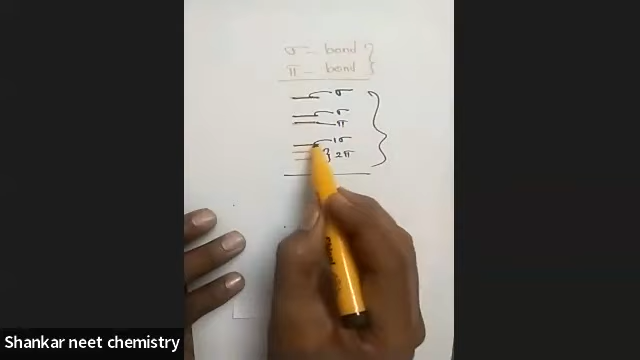 σ – bond }
π – bond }
σ
σ
π
1σ
} 2π
Shankar neet chemistry